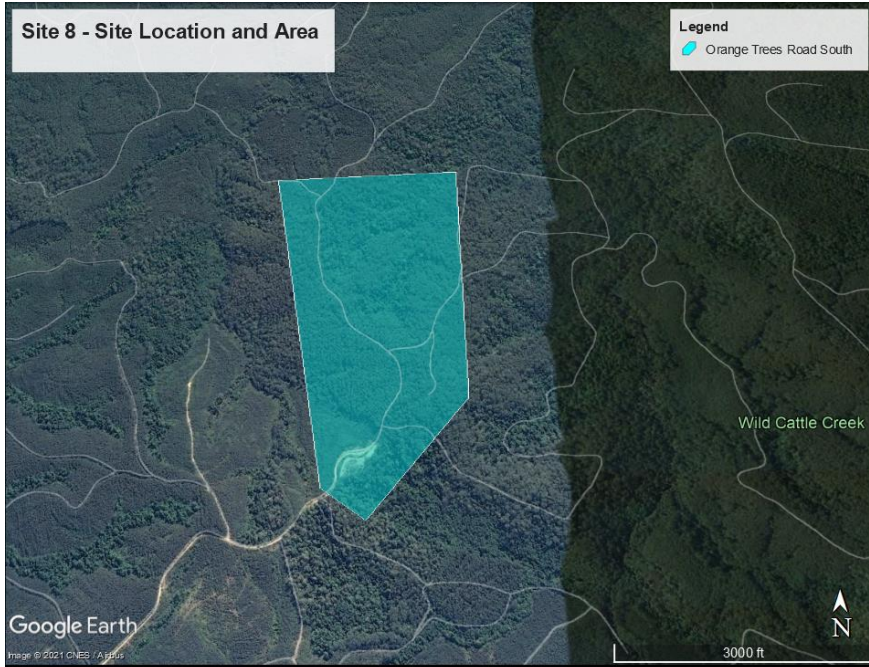 Site 8 - Site Location and Area
Legend
Orange Trees Road South
Wild Cattle Creek
Google Earth
Image © 2021 CNES / Airbus
N
3000 ft